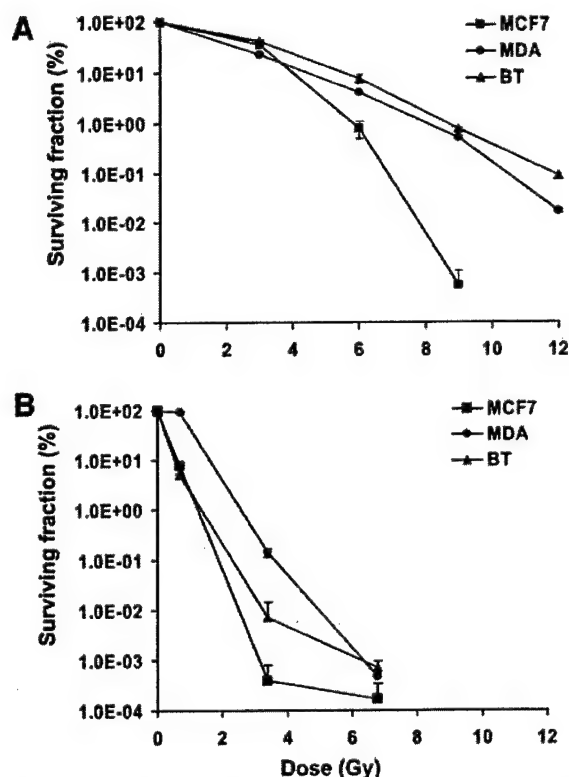 A
Surviving fraction (%)
1.0E+02
1.0E+01
1.0E+00
1.0E-01
1.0E-02
1.0E-03
1.0E-04
0 2 4 6 8 10 12
MCF7
MDA
BT
B
Surviving fraction (%)
1.0E+02
1.0E+01
1.0E+00
1.0E-01
1.0E-02
1.0E-03
1.0E-04
0 2 4 6 8 10 12
Dose (Gy)
MCF7
MDA
BT